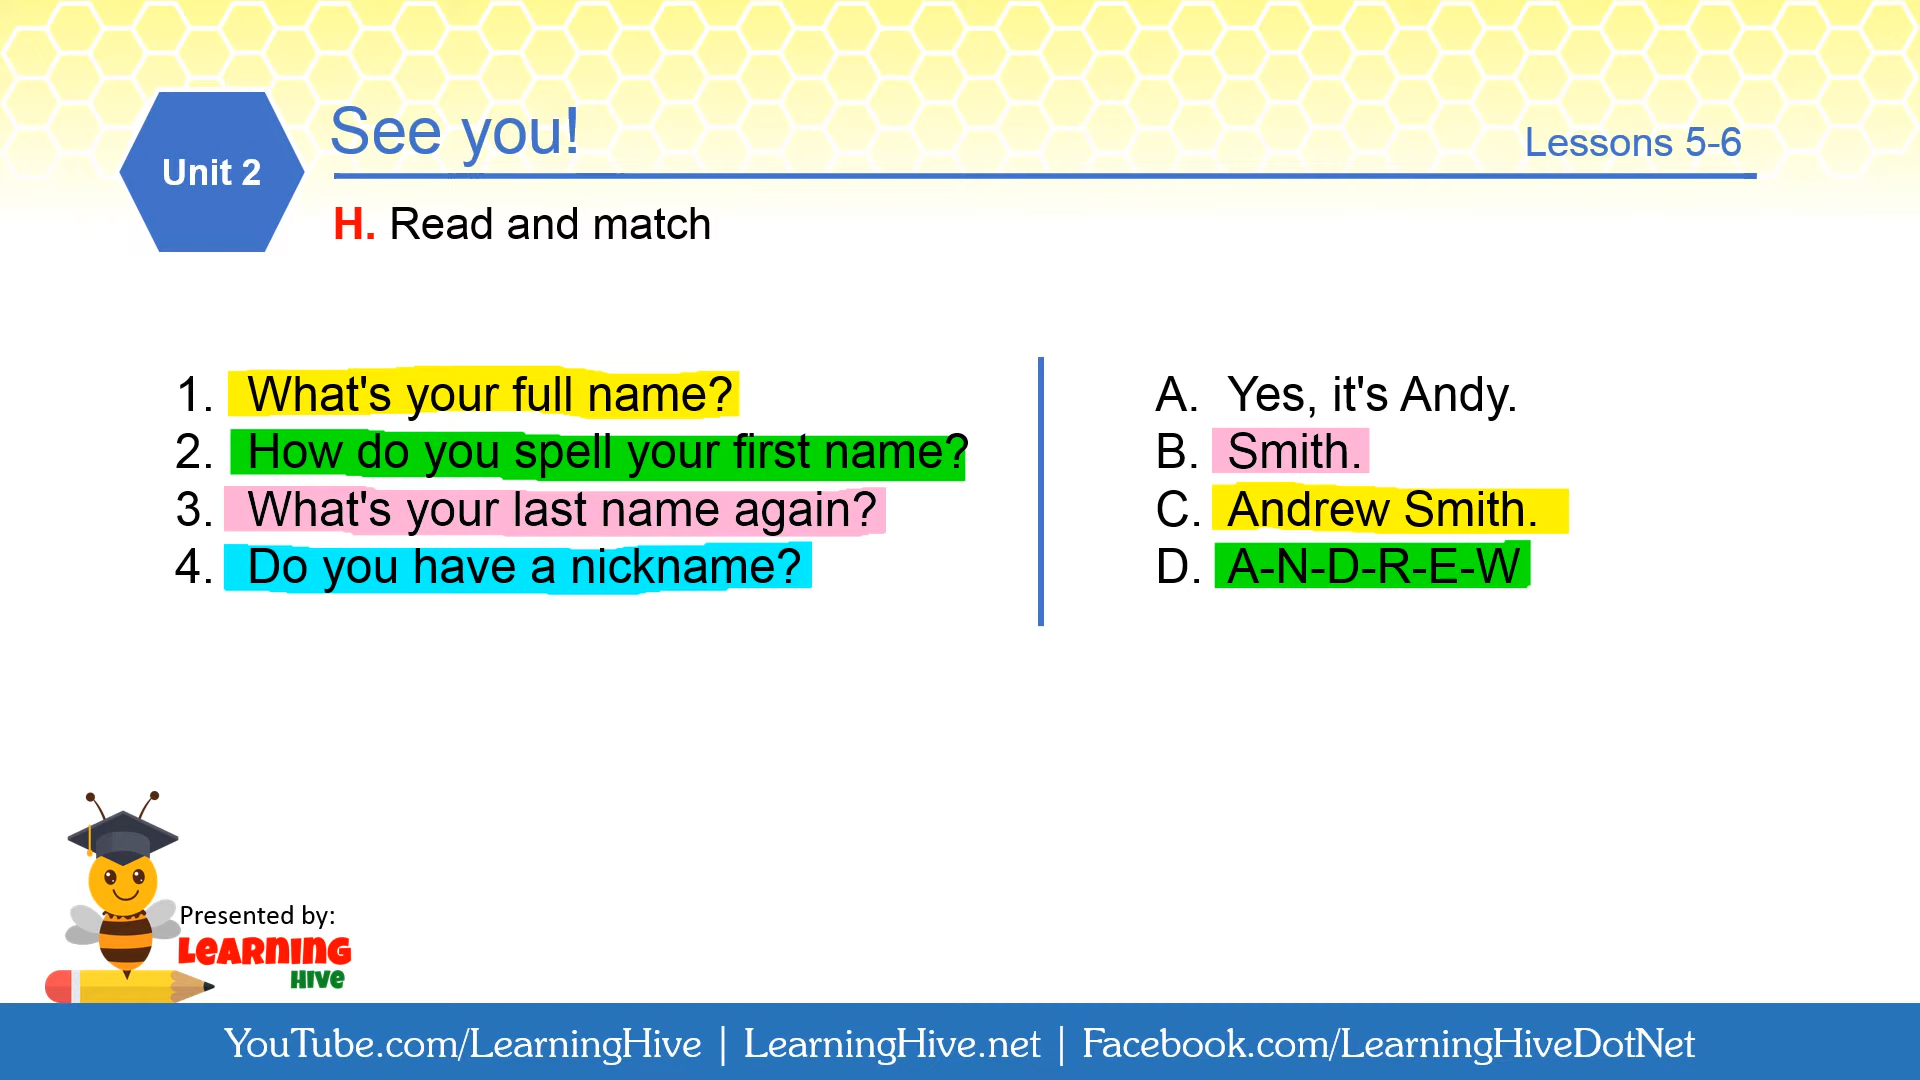 See you!
Unit 2
Lessons 5-6
H. Read and match
1. What's your full name?
2. How do you spell your first name?
3. What's your last name again?
4. Do you have a nickname?
A. Yes, it's Andy.
B. Smith.
C. Andrew Smith.
D. A-N-D-R-E-W
Presented by:
LEARNING
HIVE
YouTube.com/LearningHive | LearningHive.net | Facebook.com/LearningHiveDotNet